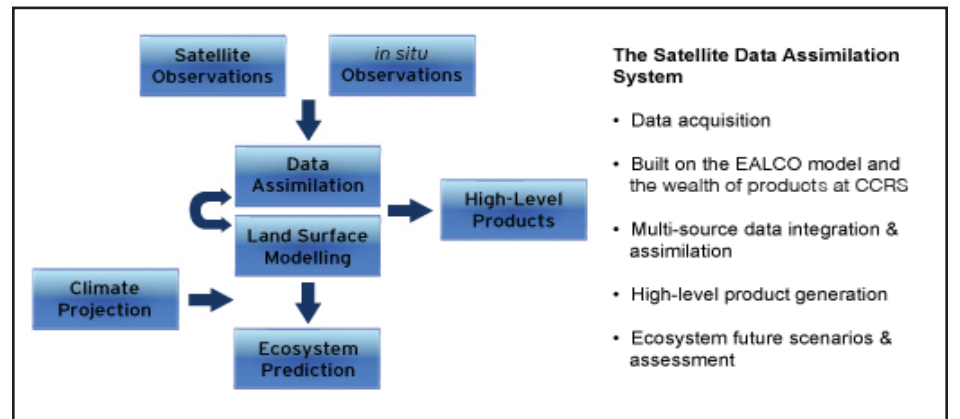 Satellite
Observations
in situ
Observations
Data
Assimilation
High-Level
Products
Land Surface
Modelling
Climate
Projection
Ecosystem
Prediction
The Satellite Data Assimilation
System
• Data acquisition
• Built on the EALCO model and
the wealth of products at CCRS
• Multi-source data integration &
assimilation
• High-level product generation
• Ecosystem future scenarios &
assessment